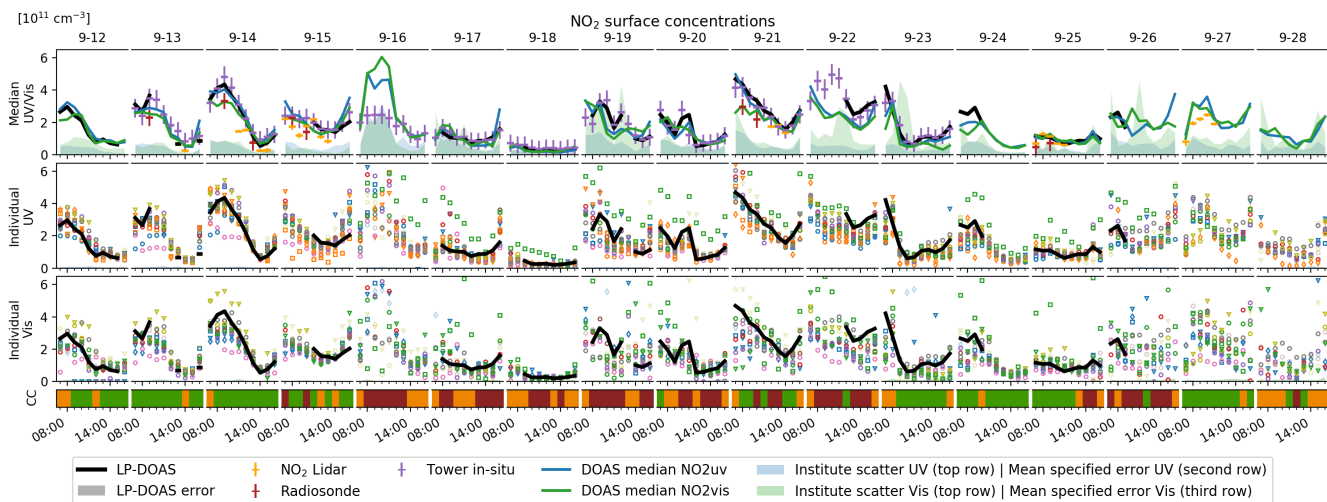 [10¹¹ cm⁻³]
NO₂ surface concentrations
9-12 9-13 9-14 9-15 9-16 9-17 9-18 9-19 9-20 9-21 9-22 9-23 9-24 9-25 9-26 9-27 9-28
Median
UV/Vis
6
4
2
0
Individual
UV
6
4
2
0
Individual
Vis
6
4
2
0
CC
08:00 14:00 08:00 14:00 08:00 14:00 08:00 14:00 08:00 14:00 08:00 14:00 08:00 14:00 08:00 14:00 08:00 14:00 08:00 14:00 08:00 14:00 08:00 14:00 08:00 14:00 08:00 14:00 08:00 14:00 08:00 14:00 08:00 14:00
LP-DOAS NO₂ Lidar Tower in-situ DOAS median NO2uv Institute scatter UV (top row) | Mean specified error UV (second row)
LP-DOAS error Radiosonde DOAS median NO2vis Institute scatter Vis (top row) | Mean specified error Vis (third row)